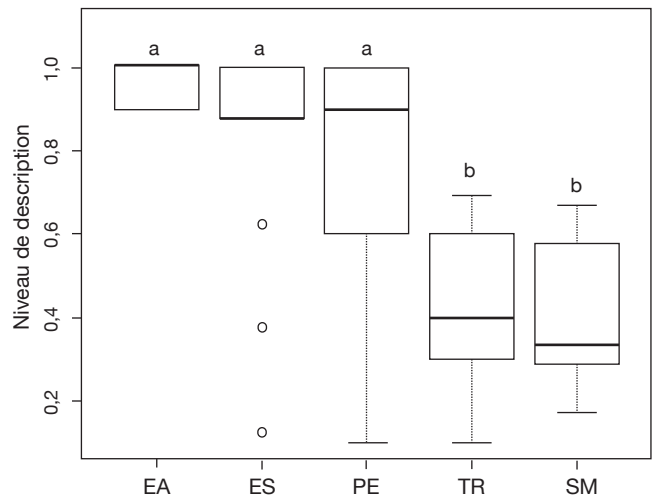 Niveau de description
1,0
0,8
0,6
0,4
0,2
a a a
b b
EA ES PE TR SM